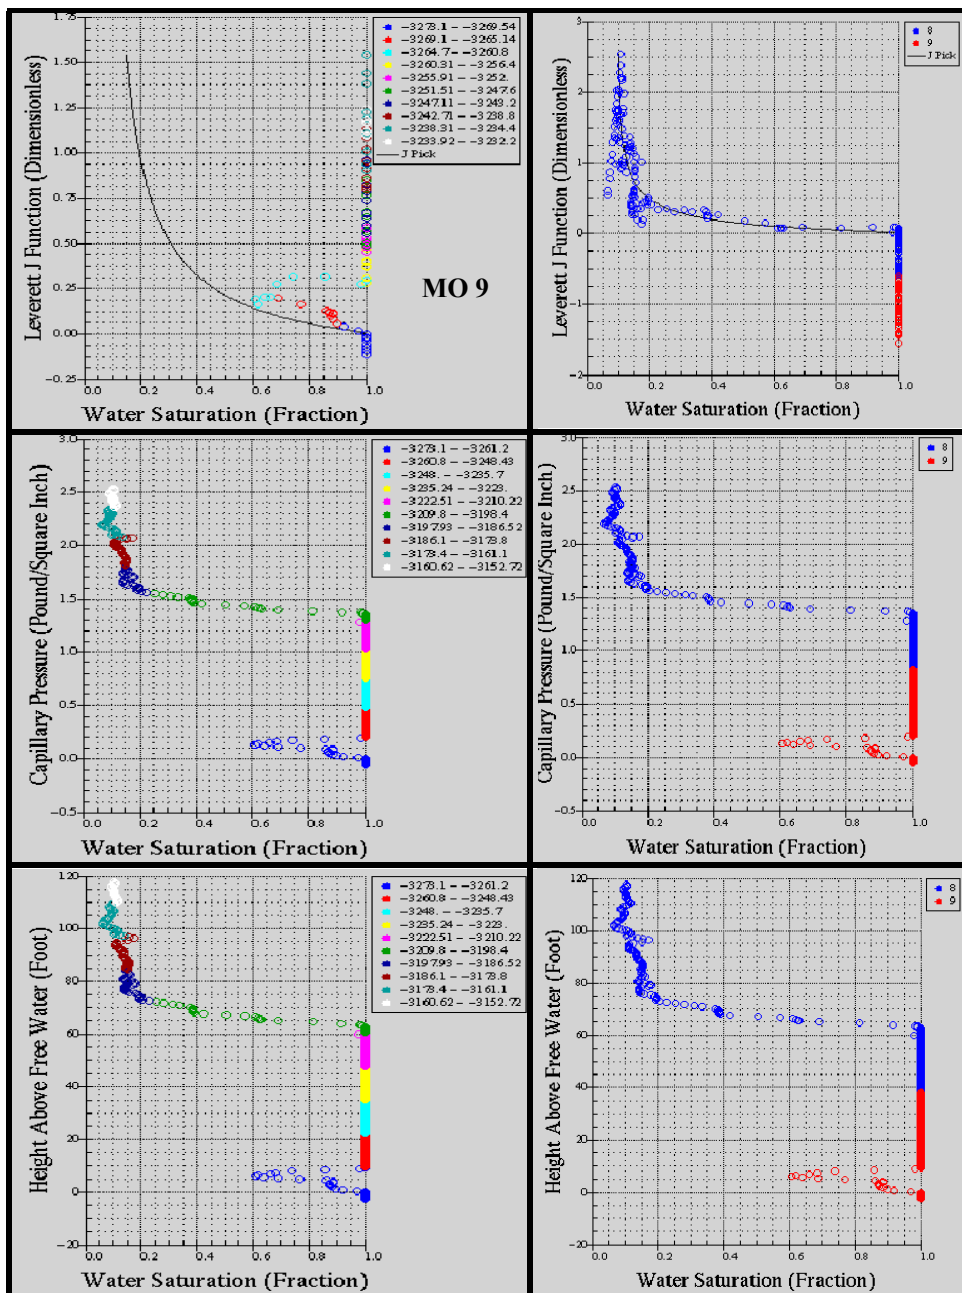 1.75
1.50
1.25
1.00
0.75
0.50
0.25
0.00
-0.25
0.0 0.2 0.4 0.6 0.8 1.0
Leverett J Function (Dimensionless)
Water Saturation (Fraction)
-3273.1 - -3269.54
-3269.1 - -3265.14
-3264.7 - -3260.8
-3260.31 - -3256.4
-3255.91 - -3252.
-3251.51 - -3247.6
-3247.11 - -3243.2
-3242.71 - -3238.8
-3238.31 - -3234.4
-3233.92 - -3232.2
J Pick
MO 9
3
2
1
0
-1
-2
0.0 0.2 0.4 0.6 0.8 1.0
Leverett J Function (Dimensionless)
Water Saturation (Fraction)
8
9
J Pick
3.0
2.5
2.0
1.5
1.0
0.5
0.0
-0.5
0.0 0.2 0.4 0.6 0.8 1.0
Capillary Pressure (Pound/Square Inch)
Water Saturation (Fraction)
-3273.1 - -3261.2
-3260.8 - -3248.43
-3248. - -3235.7
-3235.24 - -3223.
-3222.51 - -3210.22
-3209.8 - -3198.4
-3197.93 - -3186.52
-3186.1 - -3173.8
-3173.4 - -3161.1
-3160.62 - -3152.72
3.0
2.5
2.0
1.5
1.0
0.5
0.0
-0.5
0.0 0.2 0.4 0.6 0.8 1.0
Capillary Pressure (Pound/Square Inch)
Water Saturation (Fraction)
8
9
120
100
80
60
40
20
0
-20
0.0 0.2 0.4 0.6 0.8 1.0
Height Above Free Water (Foot)
Water Saturation (Fraction)
-3273.1 - -3261.2
-3260.8 - -3248.43
-3248. - -3235.7
-3235.24 - -3223.
-3222.51 - -3210.22
-3209.8 - -3198.4
-3197.93 - -3186.52
-3186.1 - -3173.8
-3173.4 - -3161.1
-3160.62 - -3152.72
120
100
80
60
40
20
0
-20
0.0 0.2 0.4 0.6 0.8 1.0
Height Above Free Water (Foot)
Water Saturation (Fraction)
8
9